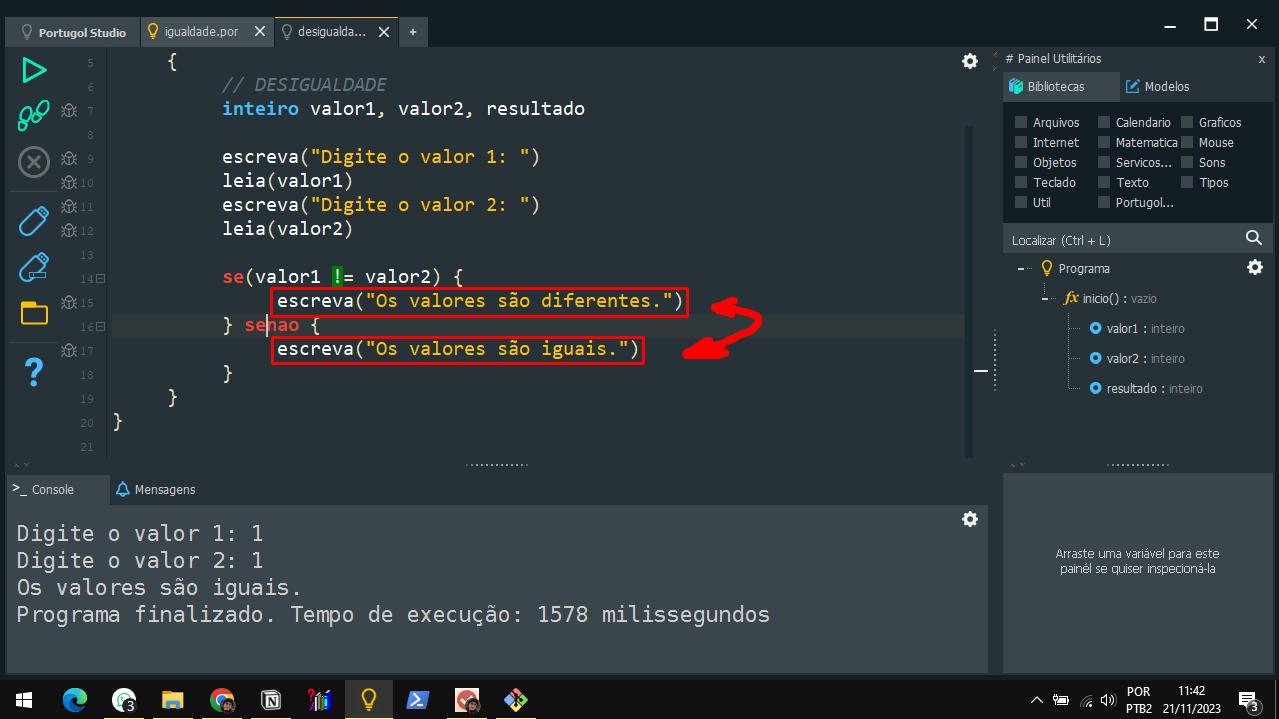 Portugol Studio
igualdade.por
desigualda...
+
5 {
6 // DESIGUALDADE
7 inteiro valor1, valor2, resultado
8
9 escreva("Digite o valor 1: ")
10 leia(valor1)
11 escreva("Digite o valor 2: ")
12 leia(valor2)
13
14 se(valor1 != valor2) {
15 escreva("Os valores são diferentes.")
16 } senao {
17 escreva("Os valores são iguais.")
18 }
19 }
20 }
21
# Painel Utilitários x
Bibliotecas Modelos
Arquivos Calendario Graficos
Internet Matematica Mouse
Objetos Servicos... Sons
Teclado Texto Tipos
Util Portugol...
Localizar (Ctrl + L)
Programa
fx inicio() : vazio
valor1 : inteiro
valor2 : inteiro
resultado : inteiro
>_ Console Mensagens
Digite o valor 1: 1
Digite o valor 2: 1
Os valores são iguais.
Programa finalizado. Tempo de execução: 1578 milissegundos
Arraste uma variável para este
painél se quiser inspecioná-la
?
3
POR
PTB2
11:42
21/11/2023
3